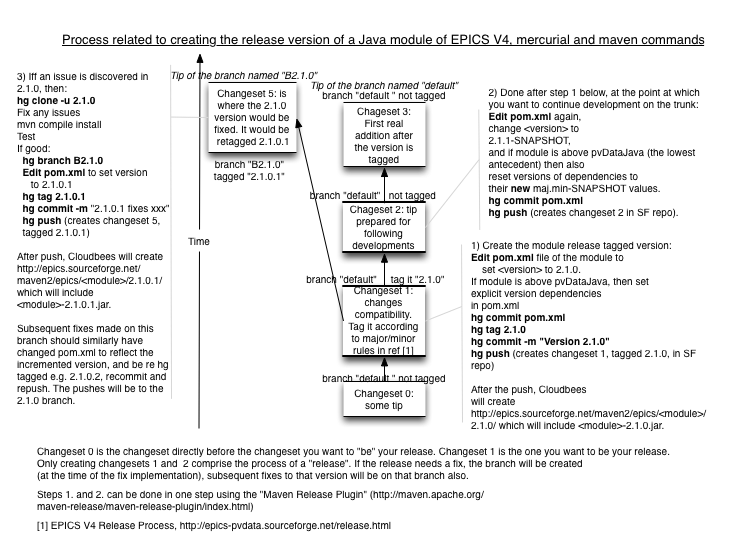 Process related to creating the release version of a Java module of EPICS V4, mercurial and maven commands
3) Iff an issue is discovered in
2.1.0, then:
hg clone -u 2.1.0
Fix any issues
mvn compile install
Test
If good:
hg branch B2.1.0
Edit pom.xml to set version
to 2.1.0.1
hg tag 2.1.0.1
hg commit -m "2.1.0.1 fixes xxx"
hg push (creates changeset 5,
tagged 2.1.0.1)
After push, Cloudbees will create
http://epics.sourceforge.net/
maven2/epics/<module>/2.1.0.1/
which will include
<module>-2.1.0.1.jar.
Subsequent fixes made on this
branch should similarly have
changed pom.xml to reflect the
incremented version, and be re hg
tagged e.g. 2.1.0.2, recommit and
repush. The pushes will be to the
2.1.0 branch.
Time
Tip of the branch named "B2.1.0"
Changeset 5: is
where the 2.1.0
version would be
fixed. It would be
retagged 2.1.0.1
branch "B2.1.0"
tagged "2.1.0.1"
Tip of the branch named "default"
branch "default " not tagged
Chageset 3:
First real
addition after
the version is
tagged
branch "default" not tagged
Chageset 2: tip
prepared for
following
developments
branch "default" tag it "2.1.0"
Changeset 1:
changes
compatibility.
Tag it according
to major/minor
rules in ref [1]
branch "default " not tagged
Changeset 0:
some tip
2) Done after step 1 below, at the point at which
you want to continue development on the trunk:
Edit pom.xml again,
change <version> to
2.1.1-SNAPSHOT,
and if module is above pvDataJava (the lowest
antecedent) then also
reset versions of dependencies to
their new maj.min-SNAPSHOT values.
hg commit pom.xml
hg push (creates changeset 2 in SF repo).
1) Create the module release tagged version:
Edit pom.xml file of the module to
set <version> to 2.1.0.
If module is above pvDataJava, then set
explicit version dependencies
in pom.xml
hg commit pom.xml
hg tag 2.1.0
hg commit -m "Version 2.1.0"
hg push (creates changeset 1, tagged 2.1.0, in SF
repo)
After the push, Cloudbees
will create
http://epics.sourceforge.net/maven2/epics/<module>/
2.1.0/ which will include <module>-2.1.0.jar.
Changeset 0 is the changeset directly before the changeset you want to "be" your release. Changeset 1 is the one you want to be your release.
Only creating changesets 1 and 2 comprise the process of a "release". If the release needs a fix, the branch will be created
(at the time of the fix implementation), subsequent fixes to that version will be on that branch also.
Steps 1. and 2. can be done in one step using the "Maven Release Plugin" (http://maven.apache.org/
maven-release/maven-release-plugin/index.html)
[1] EPICS V4 Release Process, http://epics-pvdata.sourceforge.net/release.html